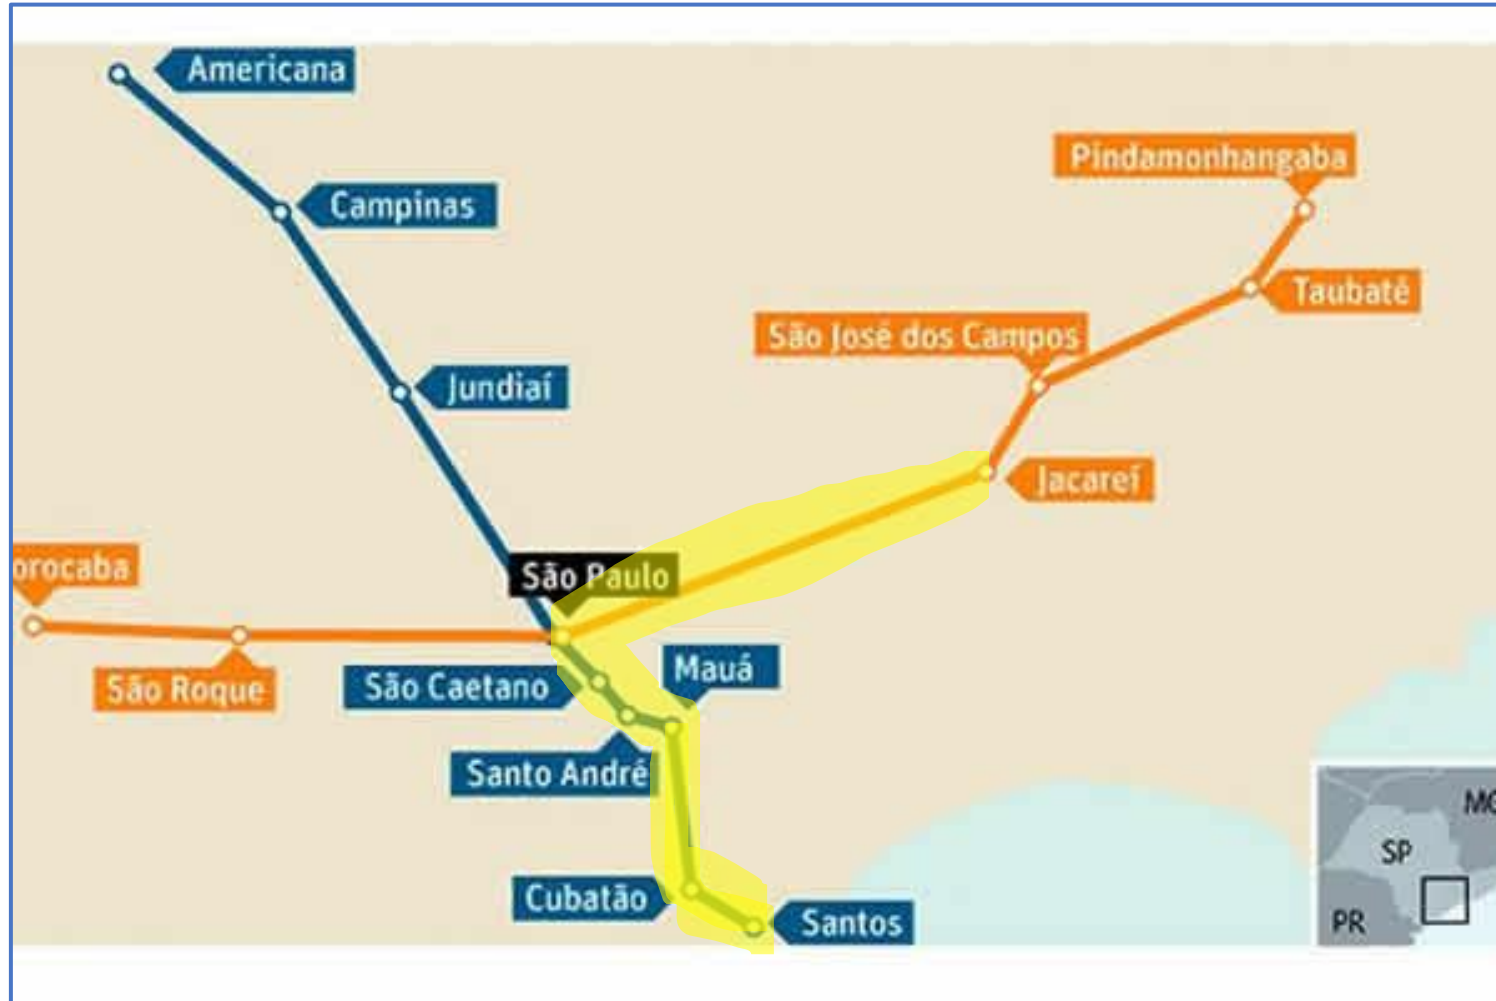 Americana
Pindamonhangaba
Campinas
Taubaté
São José dos Campos
Jundiaí
Jacareí
orocaba
São Paulo
São Roque
São Caetano
Mauá
Santo André
Cubatão
Santos
SP
PR